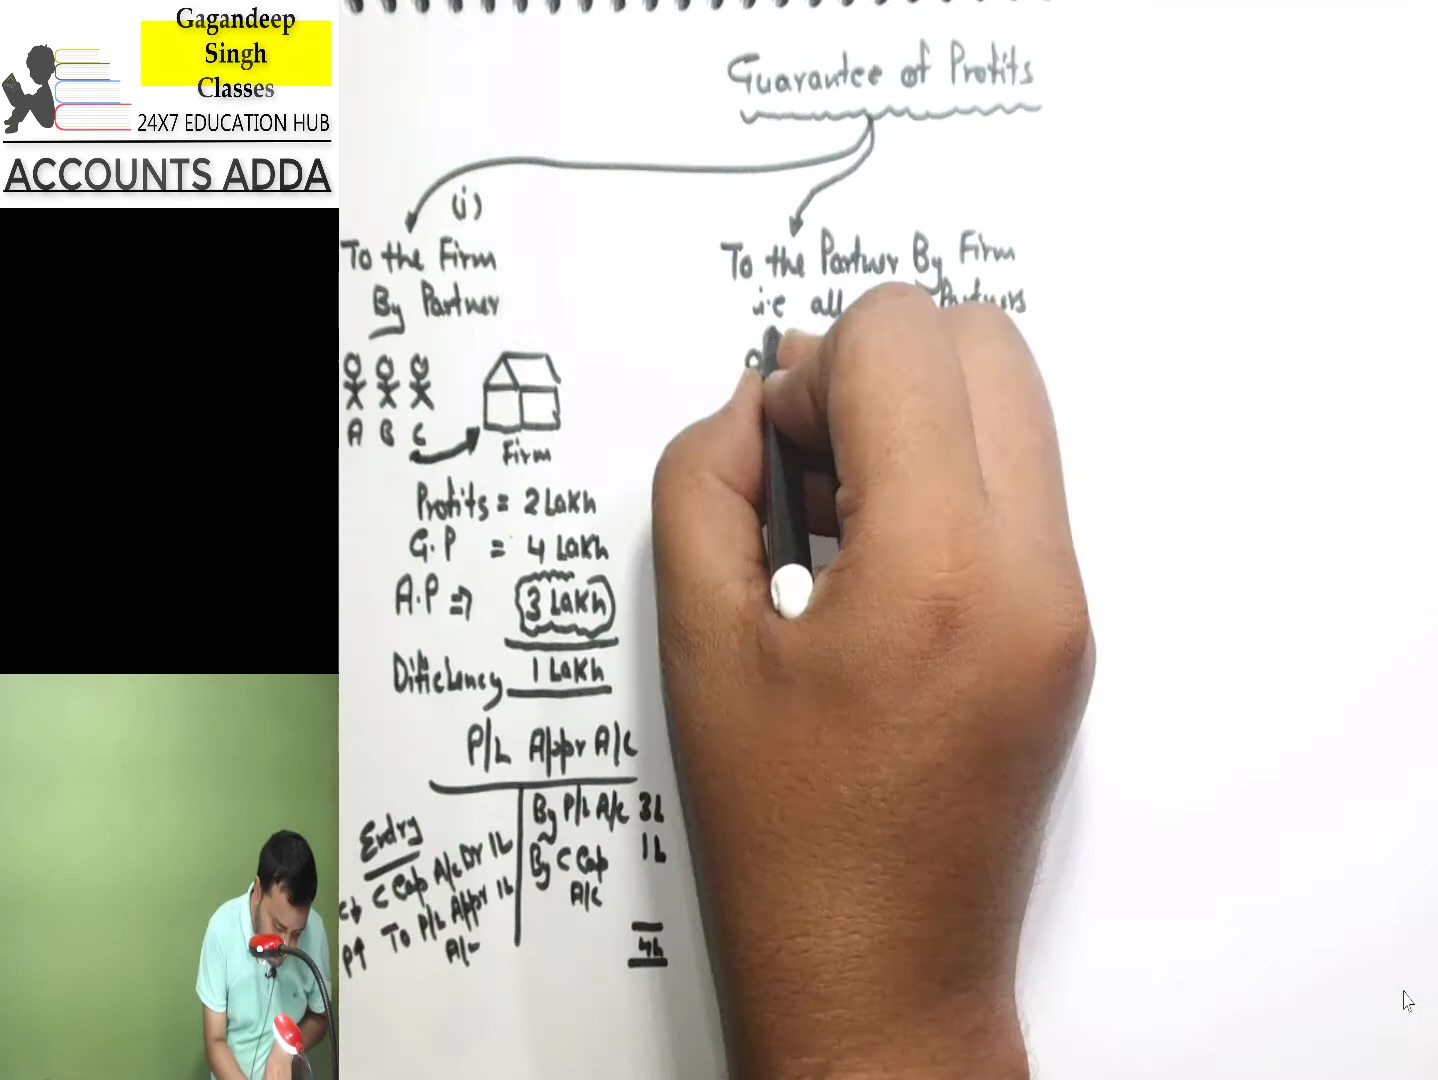 Gagandeep
Singh
Classes
24X7 EDUCATION HUB
ACCOUNTS ADDA
Guarantee of Profits
(i)
To the Firm
By Partner
A B C
Firm
Profits = 2 Lakh
G.P = 4 Lakh
A.P ⇒ 3 Lakh
Dificiency 1 Lakh
P/L Appr A/C
By P/L A/c 3L
By C Cap 1L
A/c
4L
Entry
C Cap A/c Dr 1L
To P/L Appr 1L
A/c
C↓
P↑
To the Partner By Firm
i.e all Partners